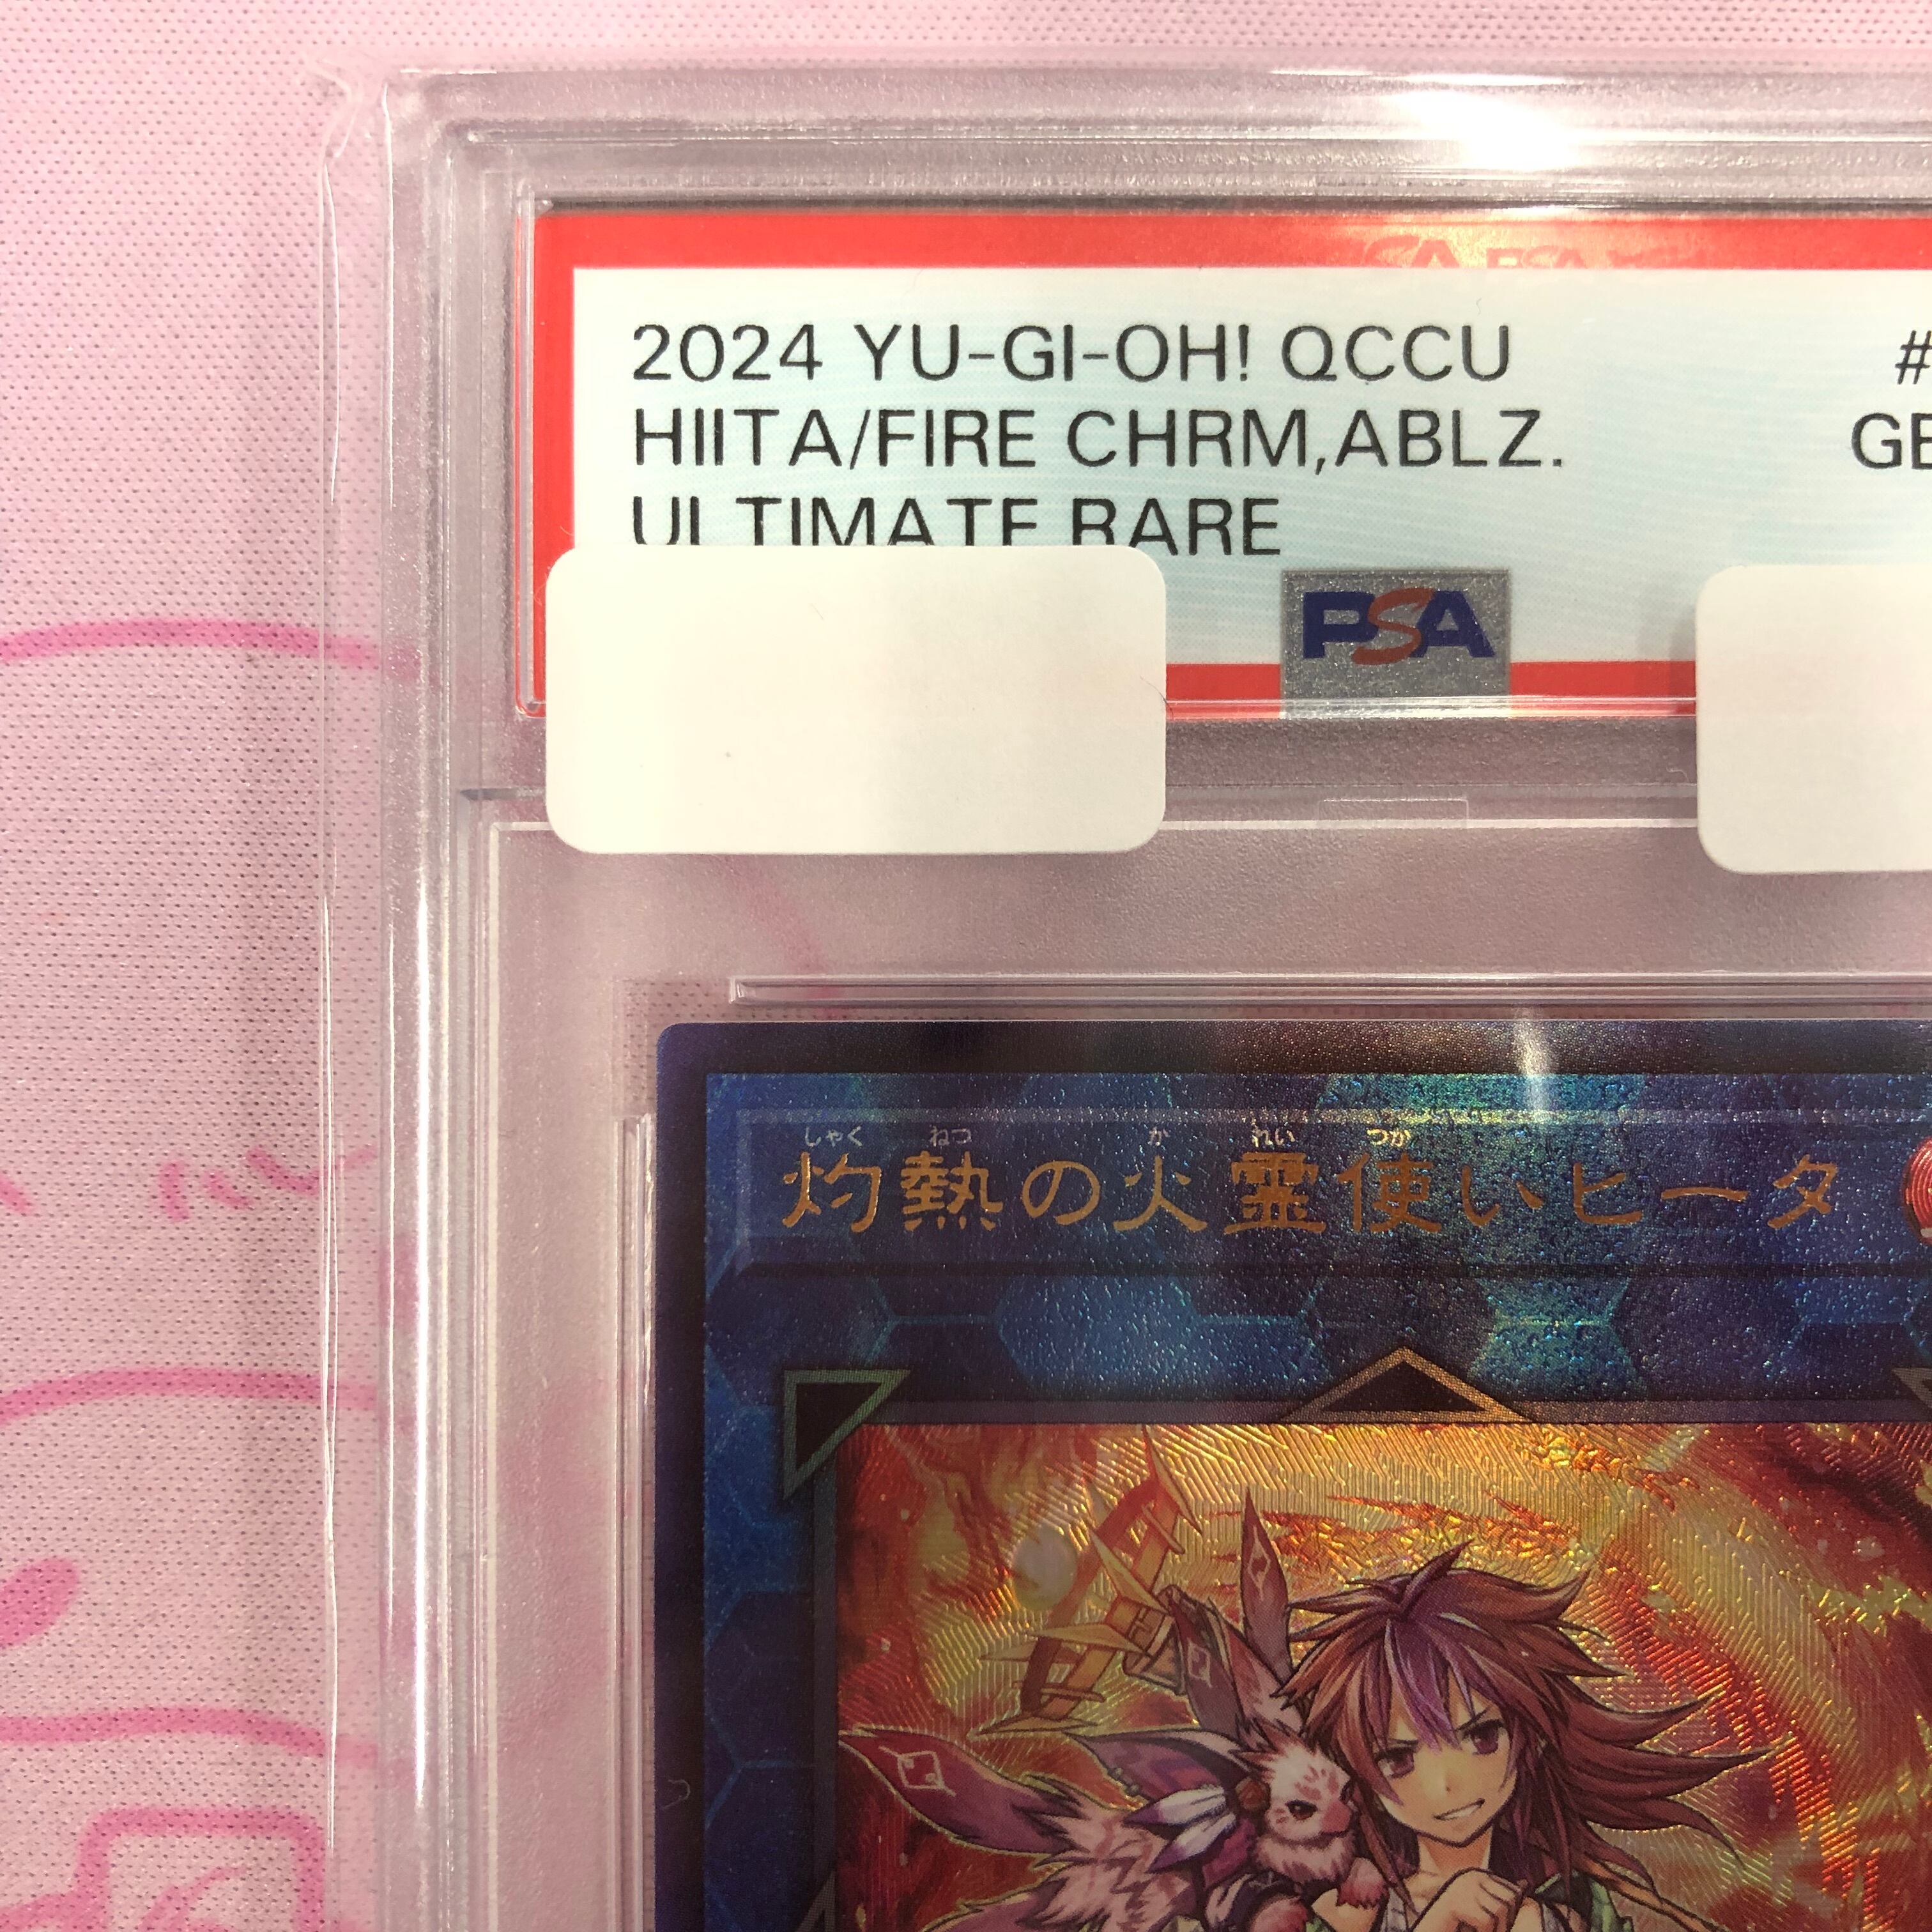 2024 YU-GI-OH! QCCU #
HIITA/FIRE CHRM,ABLZ. GE
ULTIMATE RARE
PSA
しゃく ねつ か れい つか
灼熱の火霊使いヒータ